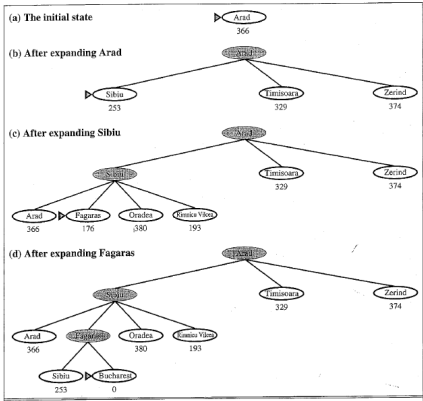 (a) The initial state
Arad
366
(b) After expanding Arad
Arad
Sibiu
Timisoara
Zerind
253
329
374
(c) After expanding Sibiu
Arad
Sibiu
Timisoara
Zerind
329
374
Arad
Fagaras
Oradea
Rimnicu Vilcea
366
176
380
193
(d) After expanding Fagaras
Arad
Sibiu
Timisoara
Zerind
329
374
Arad
Fagaras
Oradea
Rimnicu Vilcea
366
380
193
Sibiu
Bucharest
253
0